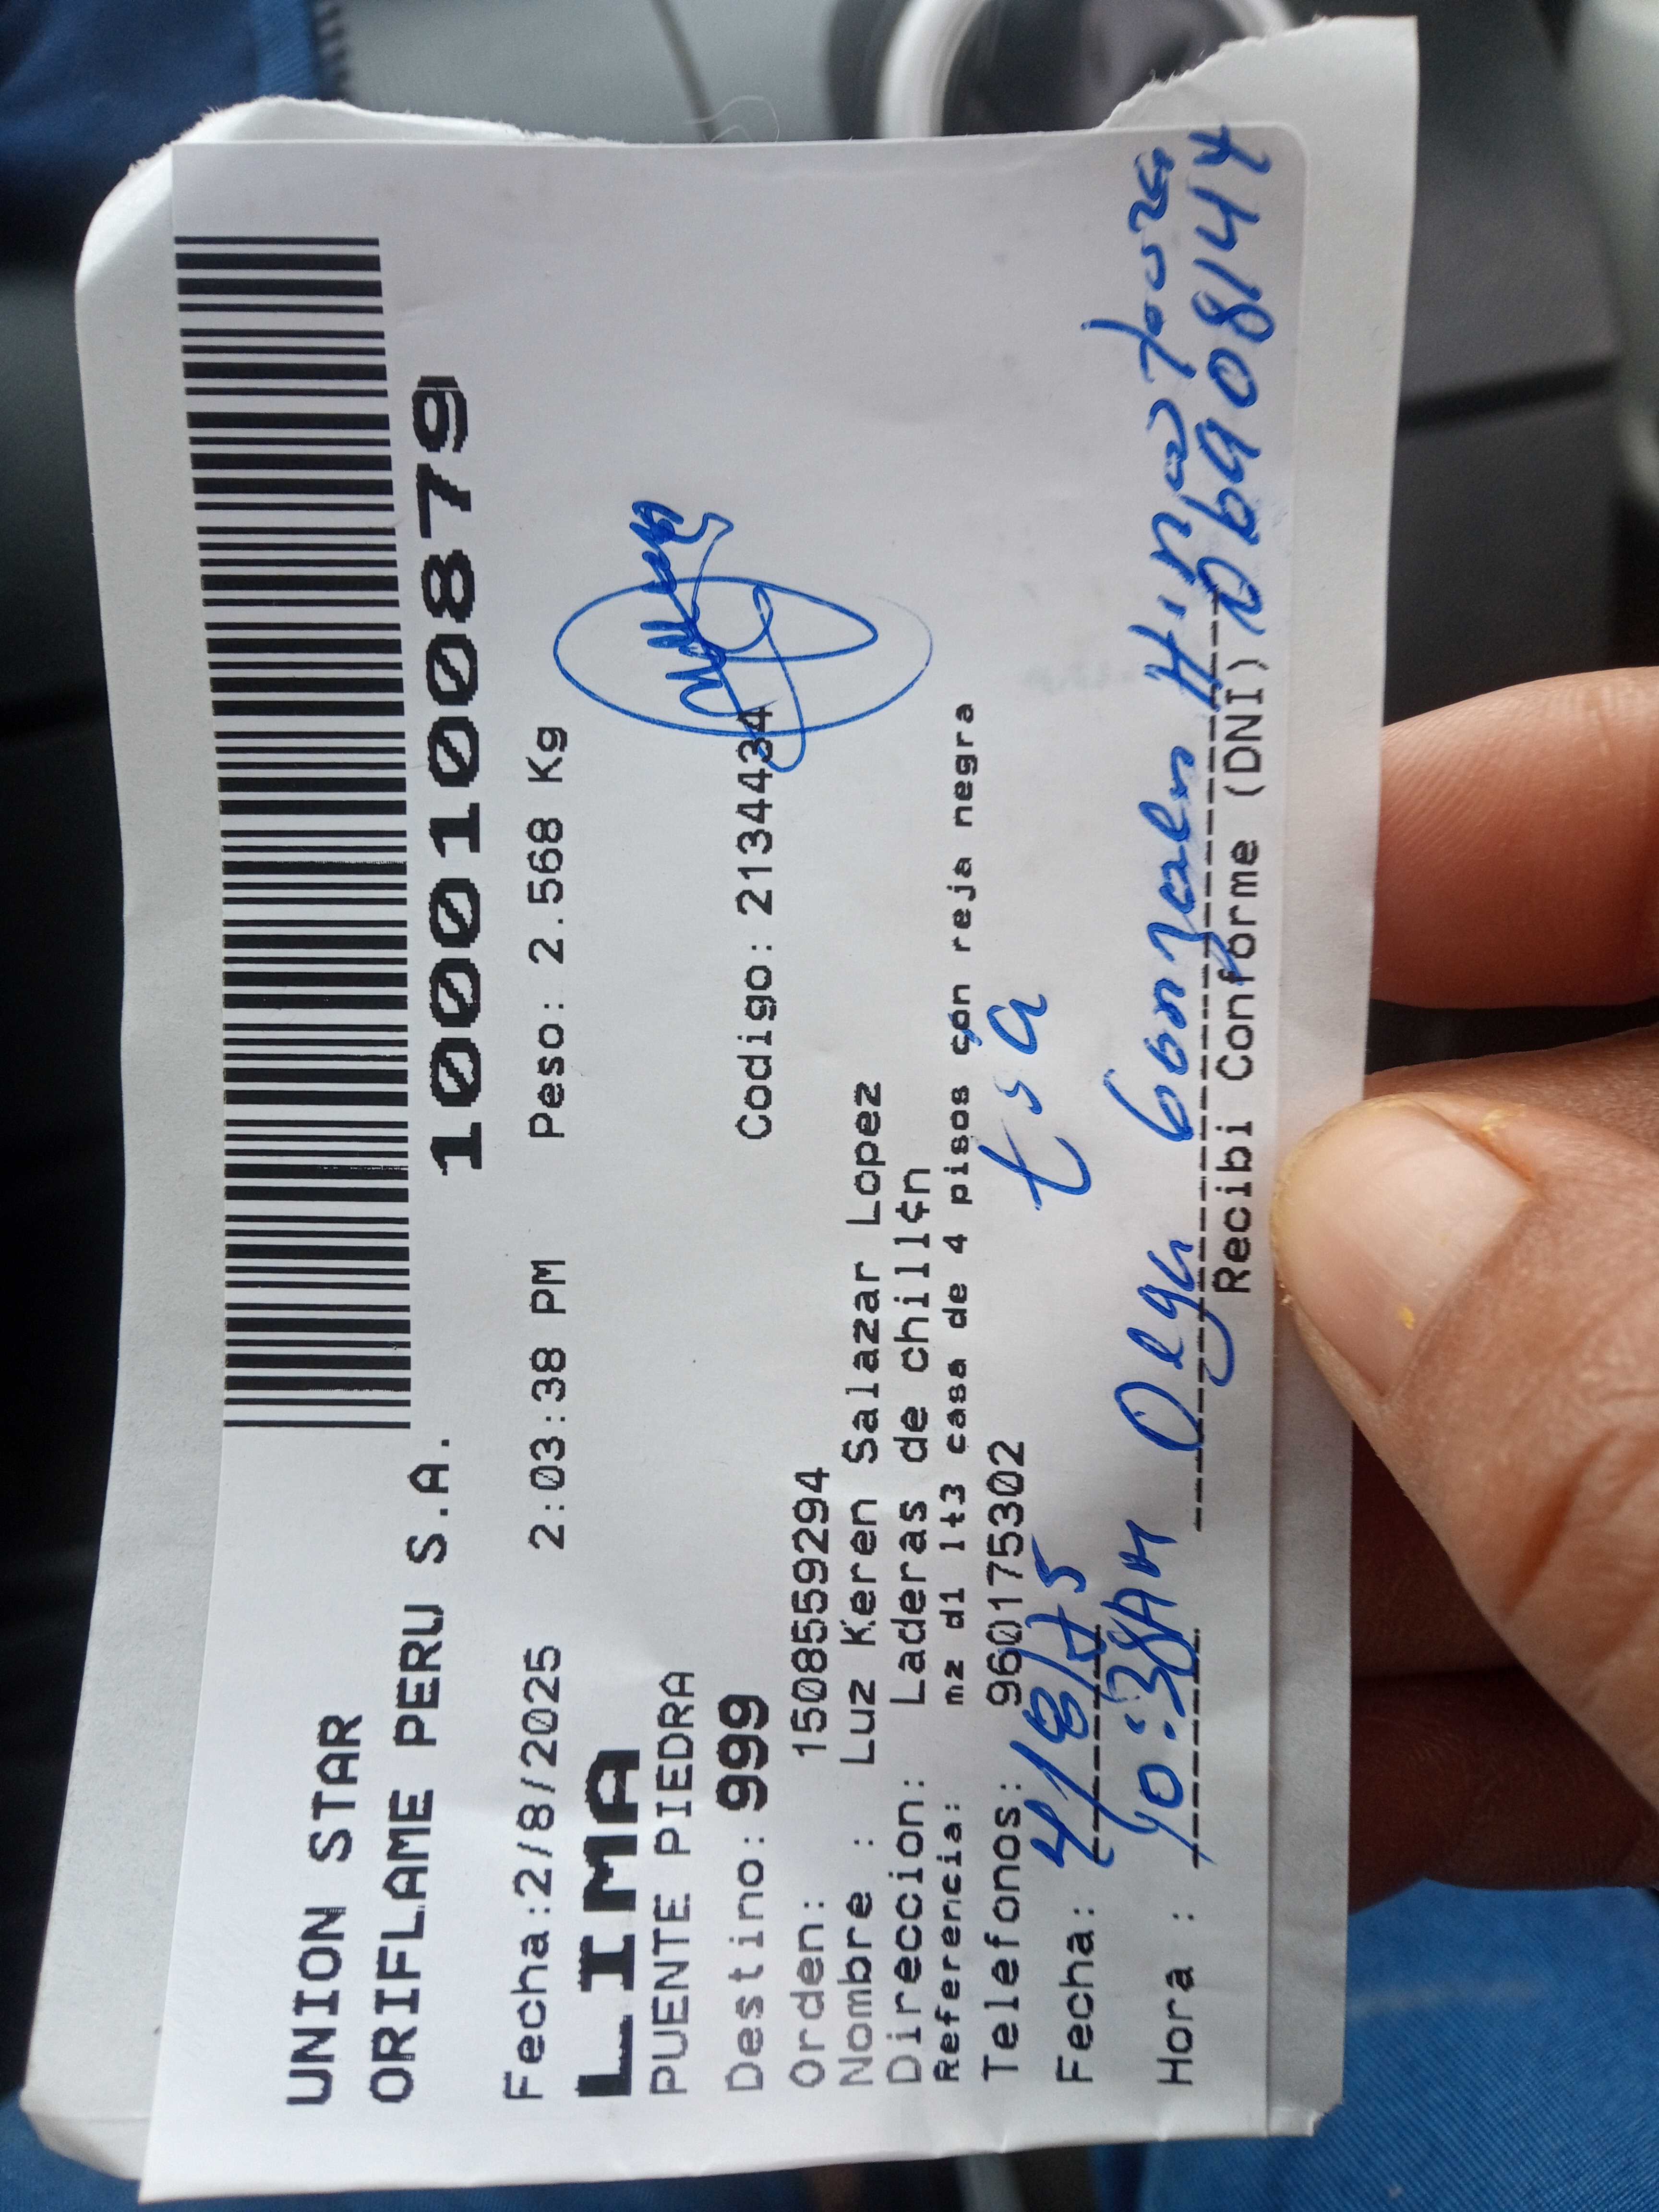 UNION STAR
ORIFLAME PERU S.A.
1000100879
Fecha:2/8/2025 2:03:38 PM Peso: 2.568 Kg
LIMA
PUENTE PIEDRA
Destino: 999 Codigo: 2134434
Orden: 1508559294
Nombre : Luz Keren Salazar Lopez
Direccion: Laderas de chill¢n
Referencia: mz d1 lt3 casa de 4 pisos con reja negra
Telefonos: 960175302
Fecha: 4/8/25 tsa
Hora : 10:38AM Olga Gonzales
Recibi Conforme (DNI)